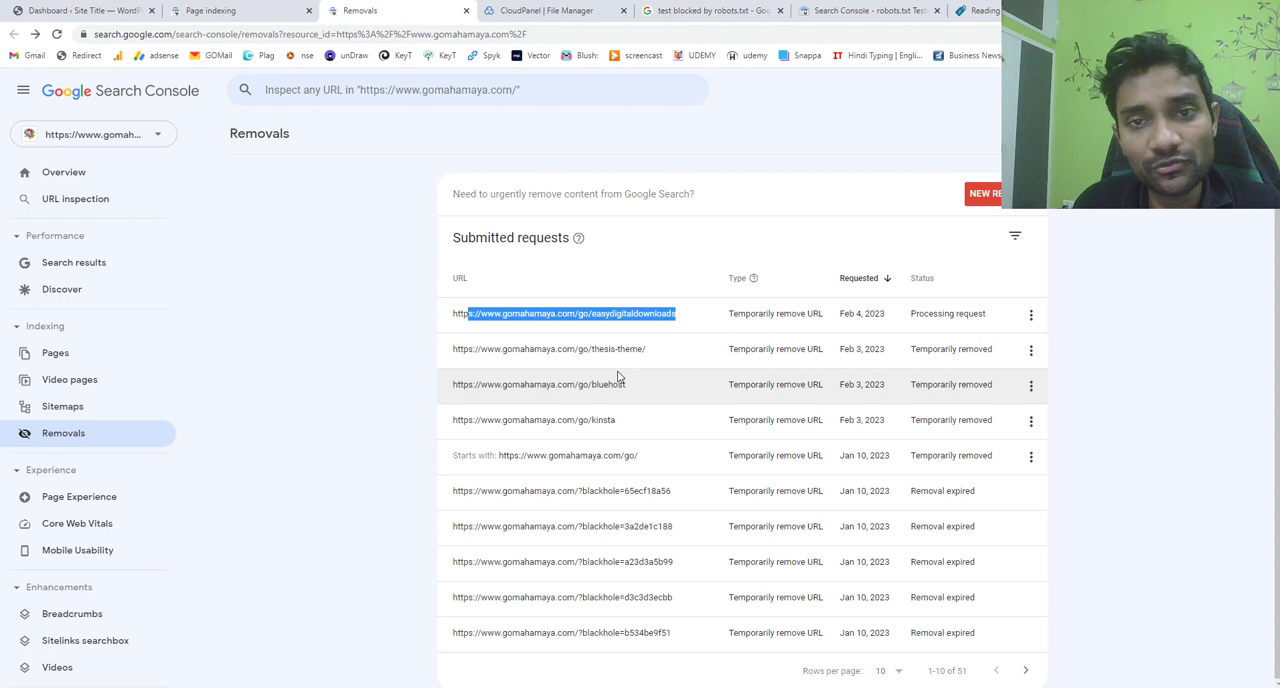 Dashboard ‹ Site Title — WordPr
Page indexing
Removals
CloudPanel | File Manager
test blocked by robots.txt - Goo
Search Console - robots.txt Teste
Reading
search.google.com/search-console/removals?resource_id=https%3A%2F%2Fwww.gomahamaya.com%2F
Gmail
Redirect
adsense
GOMail
Plag
nse
unDraw
KeyT
KeyT
Spyk
Vector
Blush:
screencast
UDEMY
udemy
Snappa
IT Hindi Typing | Engli...
Business News,
Google Search Console
Inspect any URL in "https://www.gomahamaya.com/"
https://www.gomah...
Removals
Overview
URL inspection
Performance
Search results
Discover
Indexing
Pages
Video pages
Sitemaps
Removals
Experience
Page Experience
Core Web Vitals
Mobile Usability
Enhancements
Breadcrumbs
Sitelinks searchbox
Videos
Need to urgently remove content from Google Search?
NEW RE
Submitted requests
URL Type Requested Status
https://www.gomahamaya.com/go/easydigitaldownloads Temporarily remove URL Feb 4, 2023 Processing request
https://www.gomahamaya.com/go/thesis-theme/ Temporarily remove URL Feb 3, 2023 Temporarily removed
https://www.gomahamaya.com/go/bluehost Temporarily remove URL Feb 3, 2023 Temporarily removed
https://www.gomahamaya.com/go/kinsta Temporarily remove URL Feb 3, 2023 Temporarily removed
Starts with: https://www.gomahamaya.com/go/ Temporarily remove URL Jan 10, 2023 Temporarily removed
https://www.gomahamaya.com/?blackhole=65ecf18a56 Temporarily remove URL Jan 10, 2023 Removal expired
https://www.gomahamaya.com/?blackhole=3a2de1c188 Temporarily remove URL Jan 10, 2023 Removal expired
https://www.gomahamaya.com/?blackhole=a23d3a5b99 Temporarily remove URL Jan 10, 2023 Removal expired
https://www.gomahamaya.com/?blackhole=d3c3d3ecbb Temporarily remove URL Jan 10, 2023 Removal expired
https://www.gomahamaya.com/?blackhole=b534be9f51 Temporarily remove URL Jan 10, 2023 Removal expired
Rows per page: 10 1-10 of 51